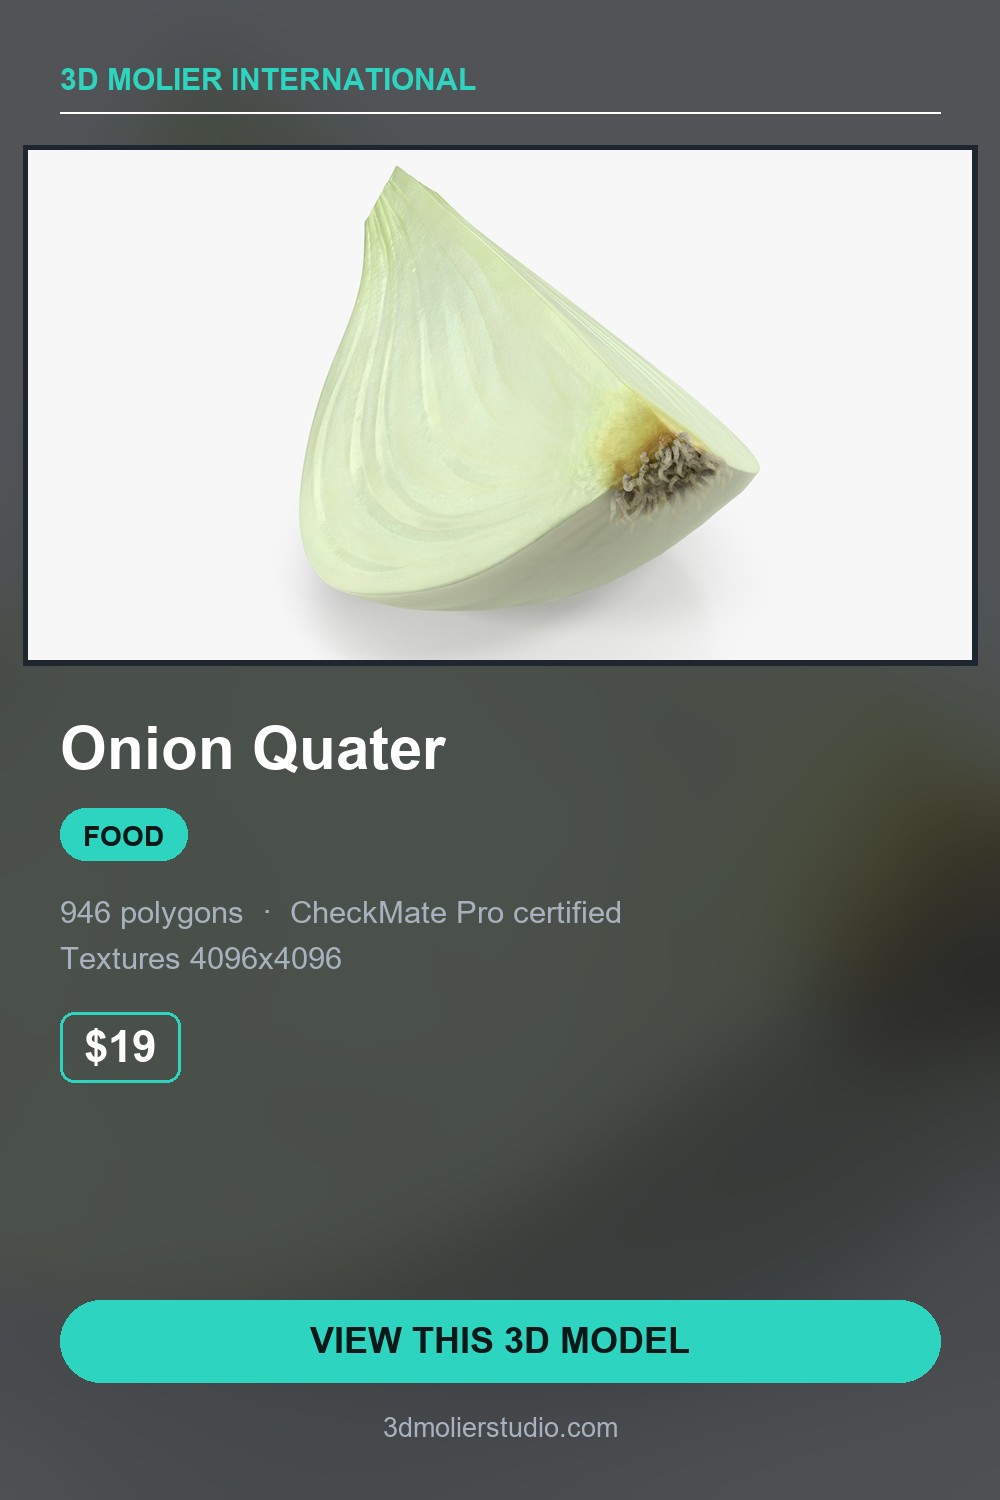 3D MOLIER INTERNATIONAL
Onion Quater
FOOD
946 polygons · CheckMate Pro certified
Textures 4096x4096
$19
VIEW THIS 3D MODEL
3dmolierstudio.com